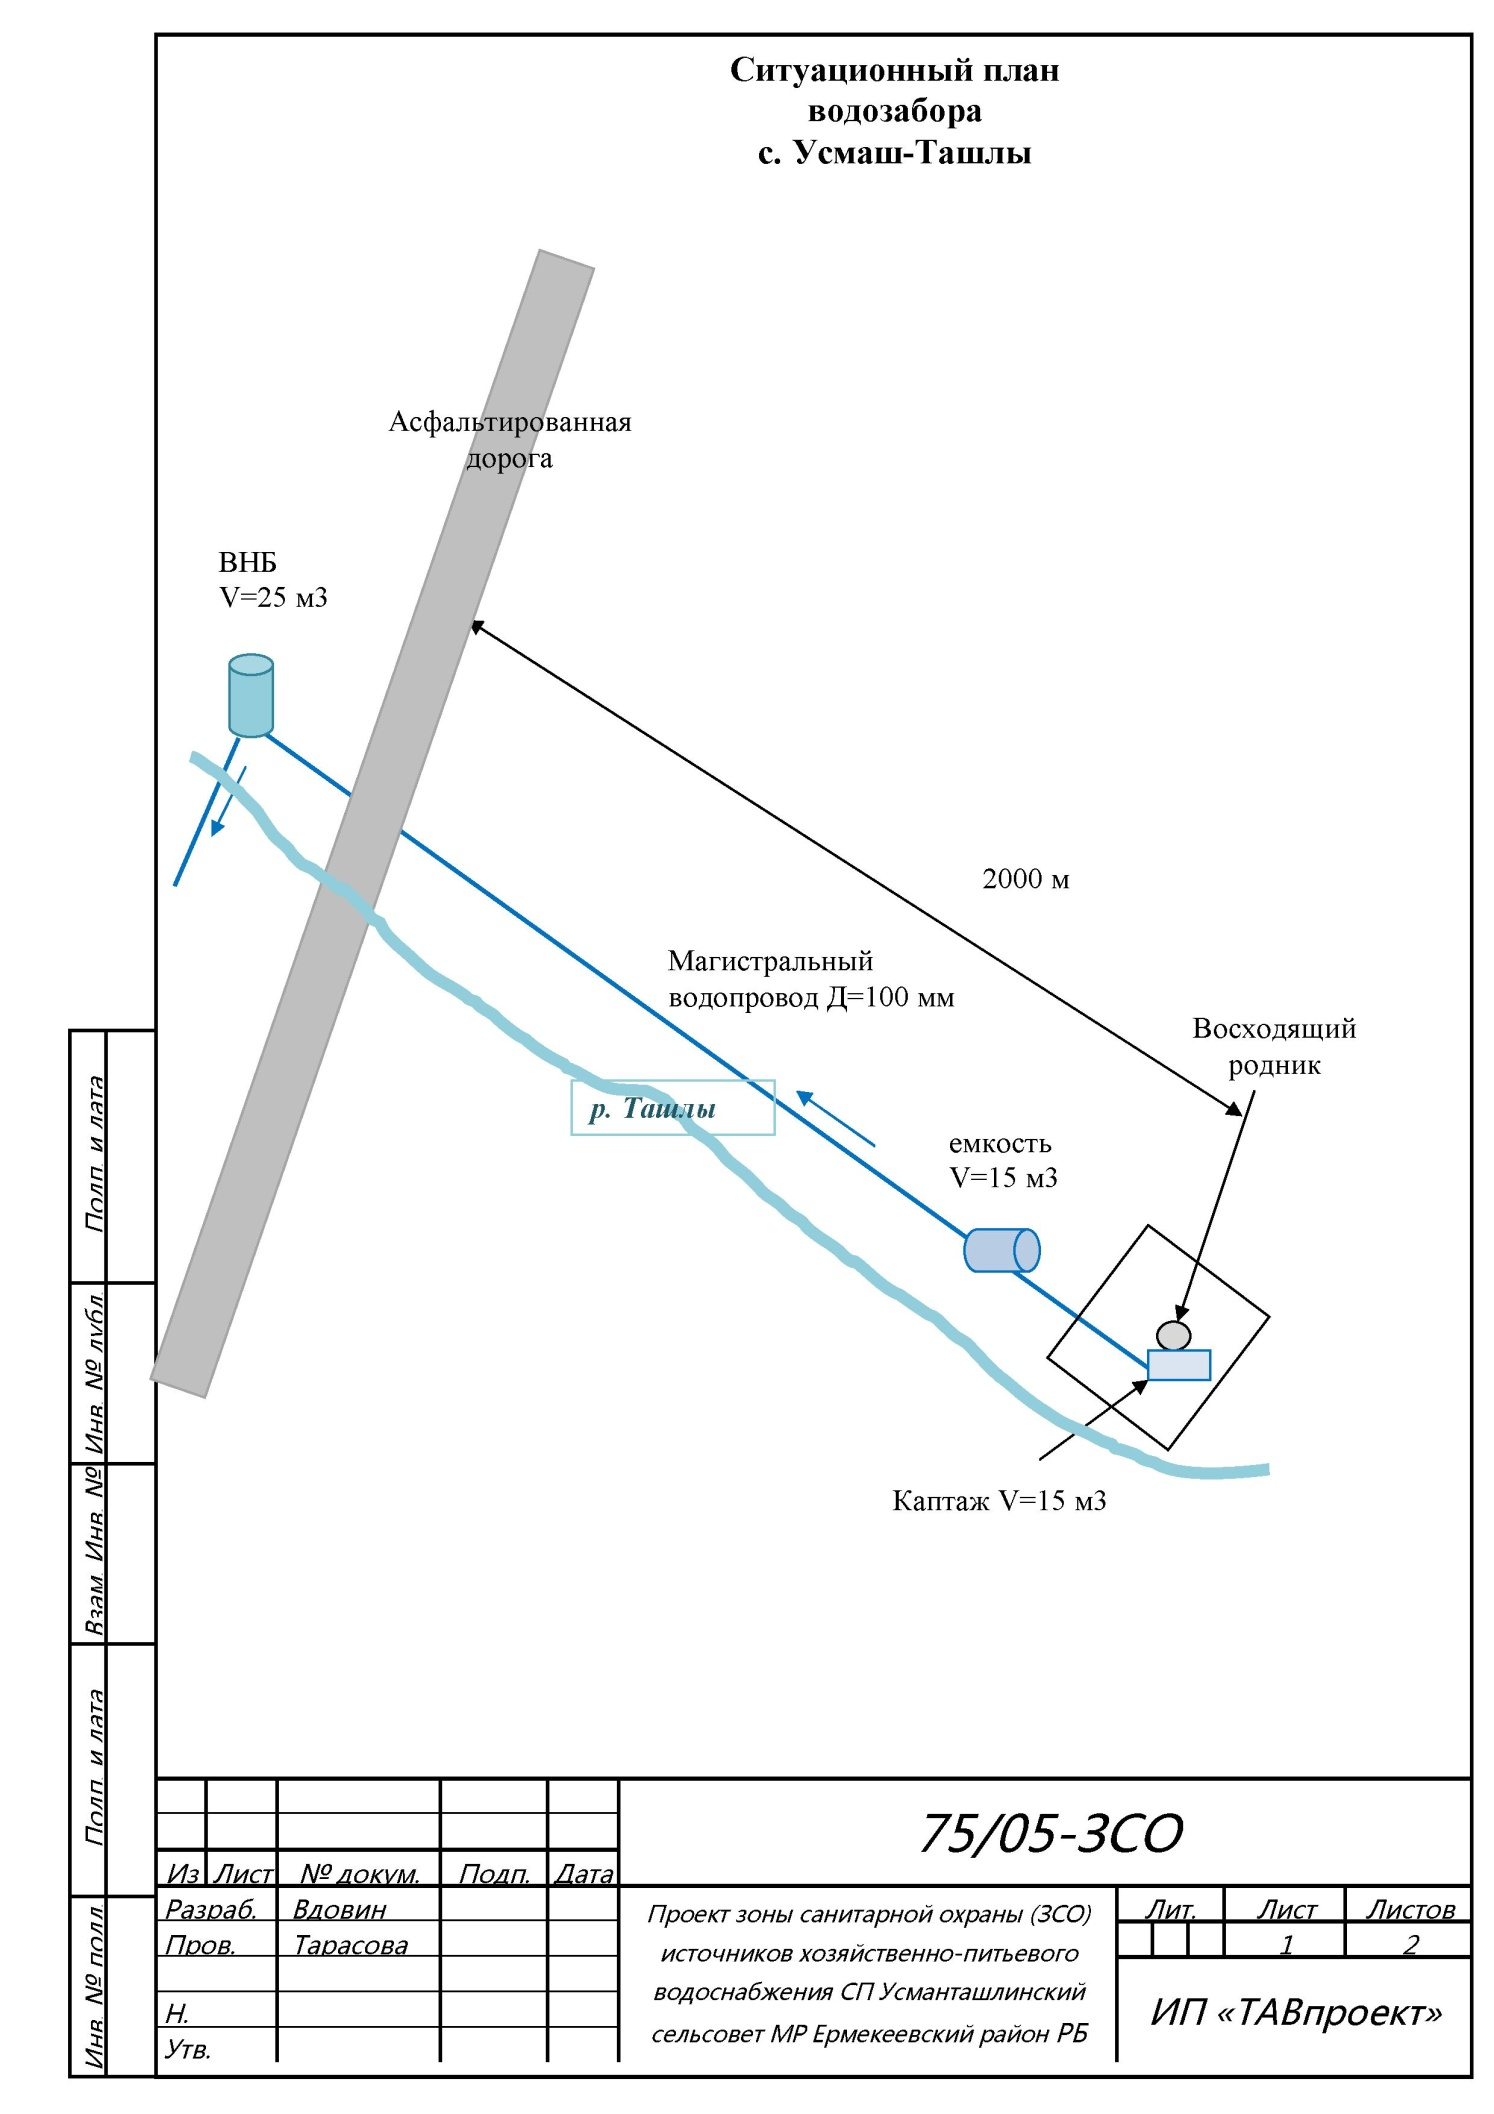 Ситуационный план
водозабора
с. Усмаш-Ташлы
Асфальтированная
дорога
ВНБ
V=25 м3
2000 м
Магистральный
водопровод Д=100 мм
Восходящий
родник
р. Ташлы
емкость
V=15 м3
Каптаж V=15 м3
Подп. и дата
Инв. № дубл.
Взам. Инв. №
Подп. и дата
Инв. № подл.
75/05-ЗСО
Из Лист № докум. Подп. Дата
Разраб. Вдовин
Пров. Тарасова
Н.
Утв.
Проект зоны санитарной охраны (ЗСО)
источников хозяйственно-питьевого
водоснабжения СП Усманташлинский
сельсовет МР Ермекеевский район РБ
Лит. Лист Листов
1 2
ИП «ТАВпроект»